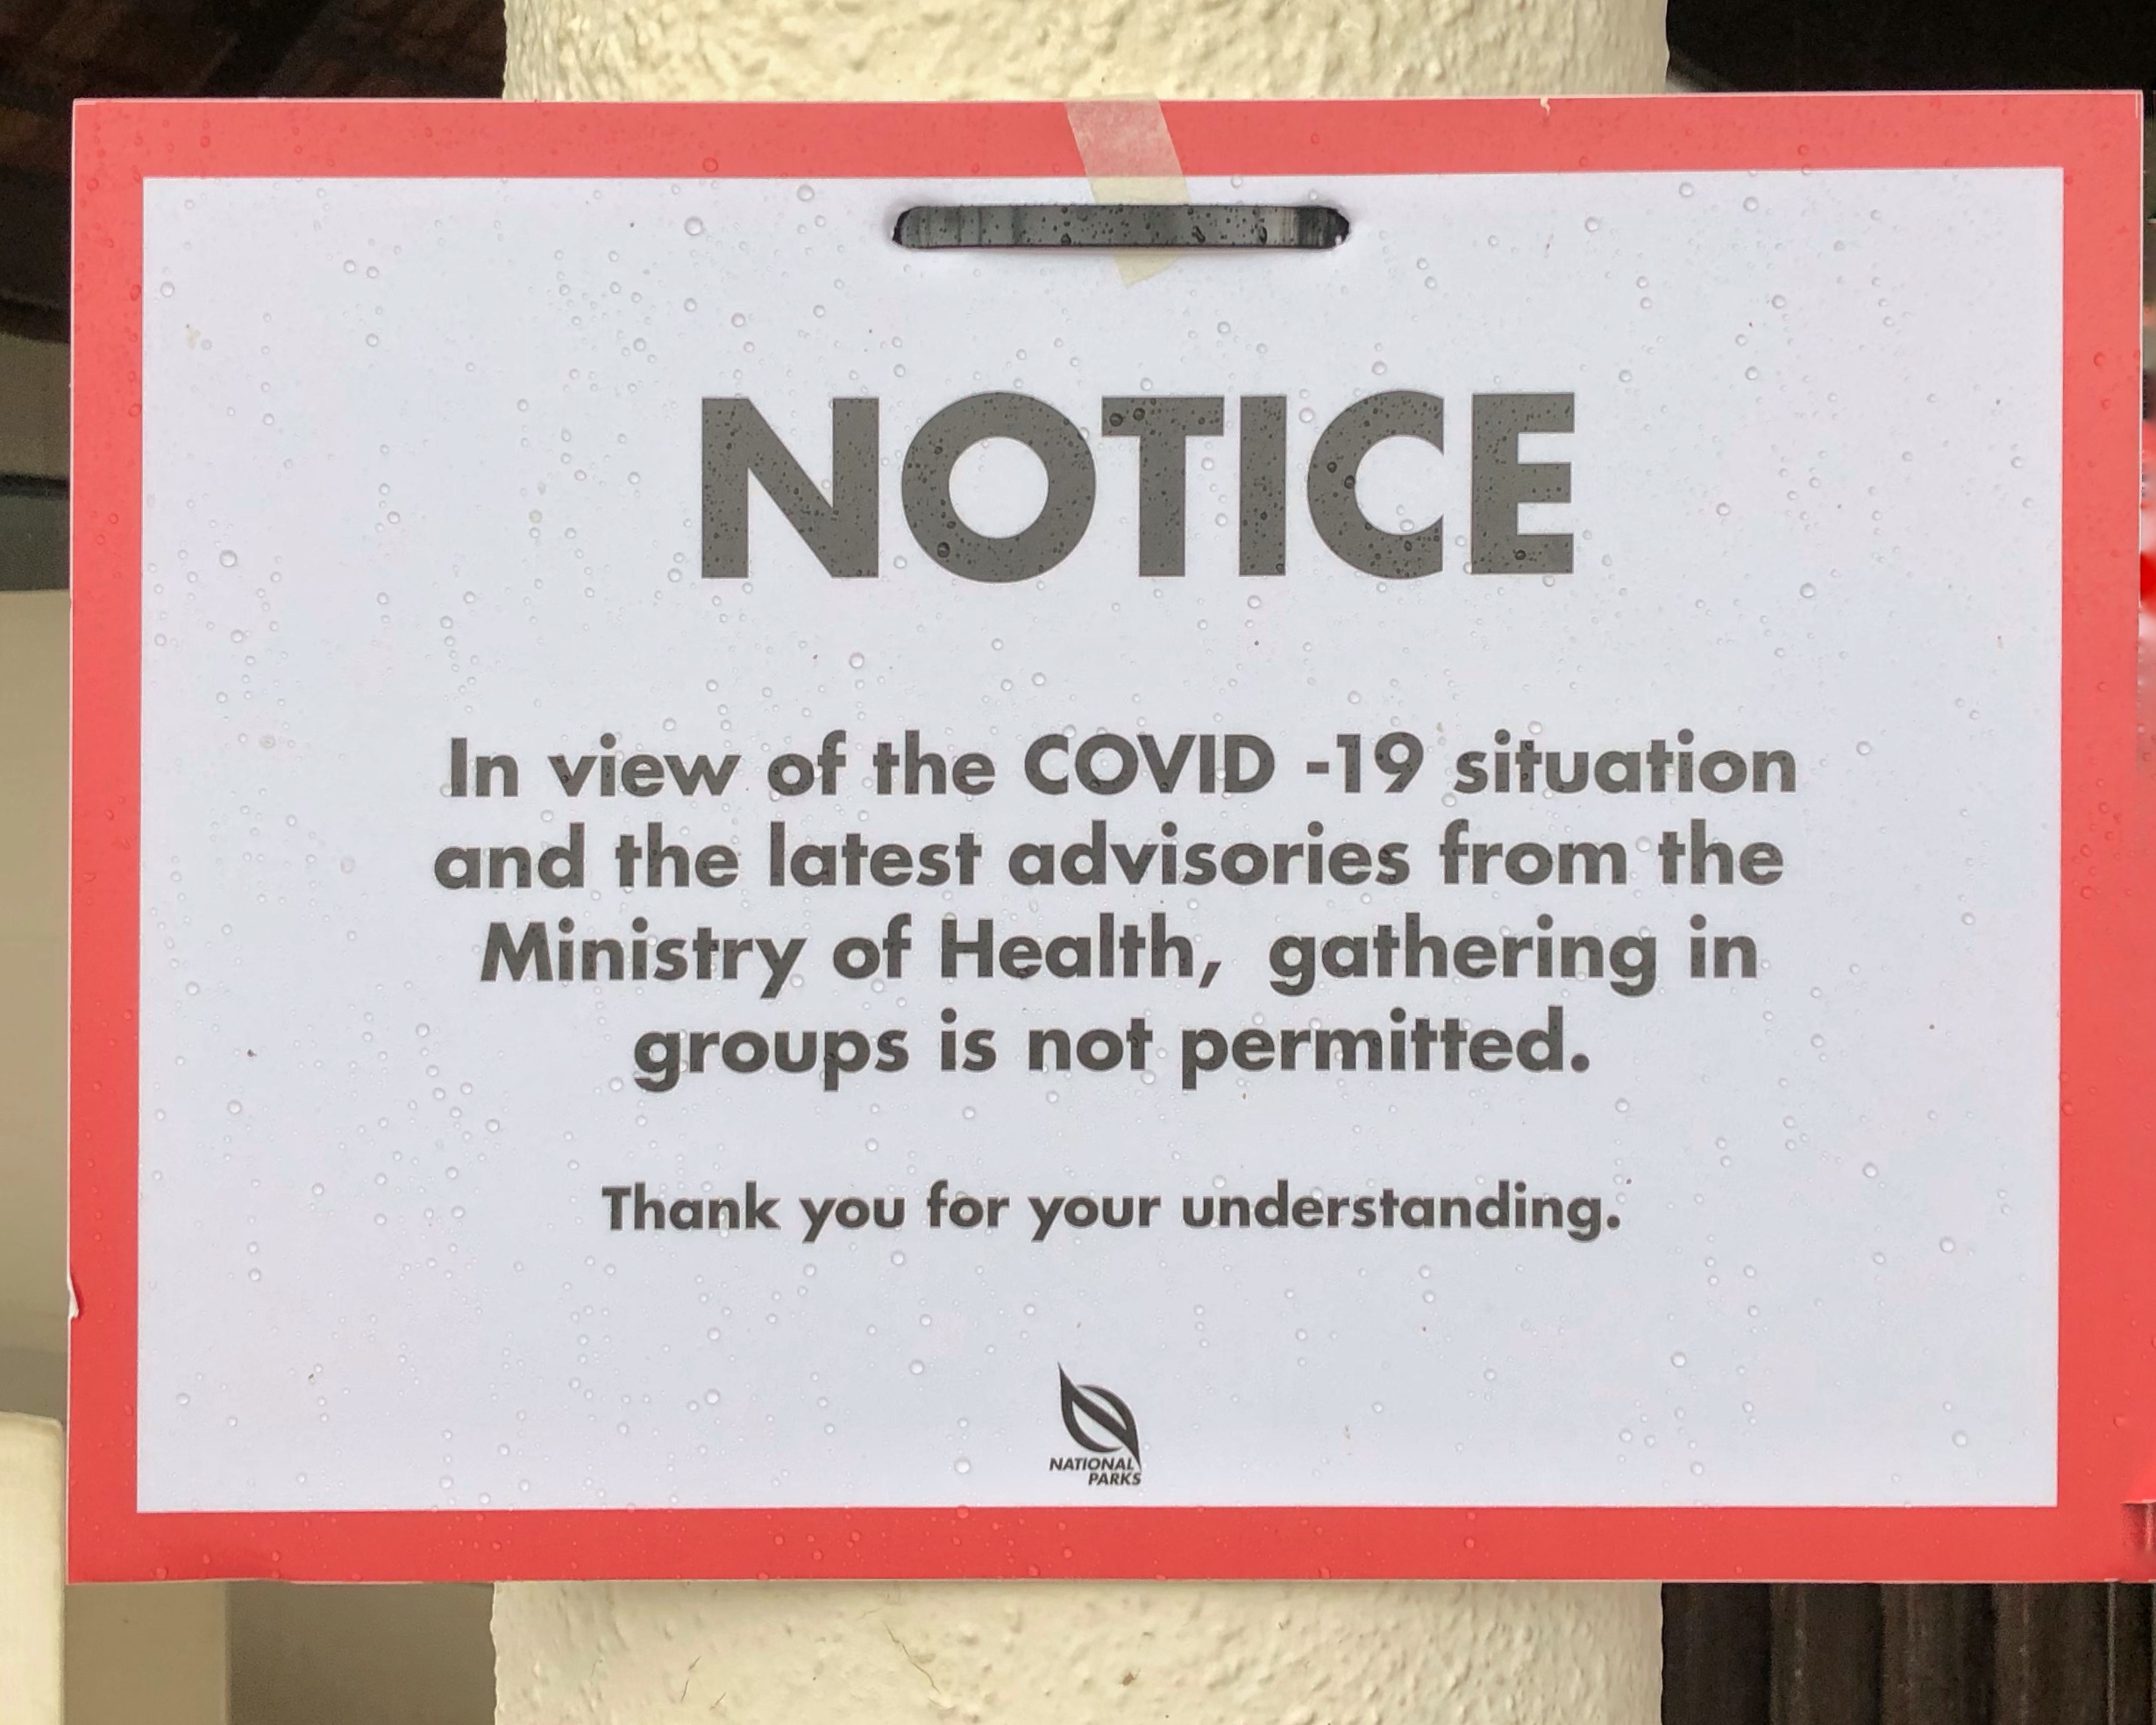 NOTICE
In view of the COVID -19 situation
and the latest advisories from the
Ministry of Health, gathering in
groups is not permitted.
Thank you for your understanding.
NATIONAL
PARKS